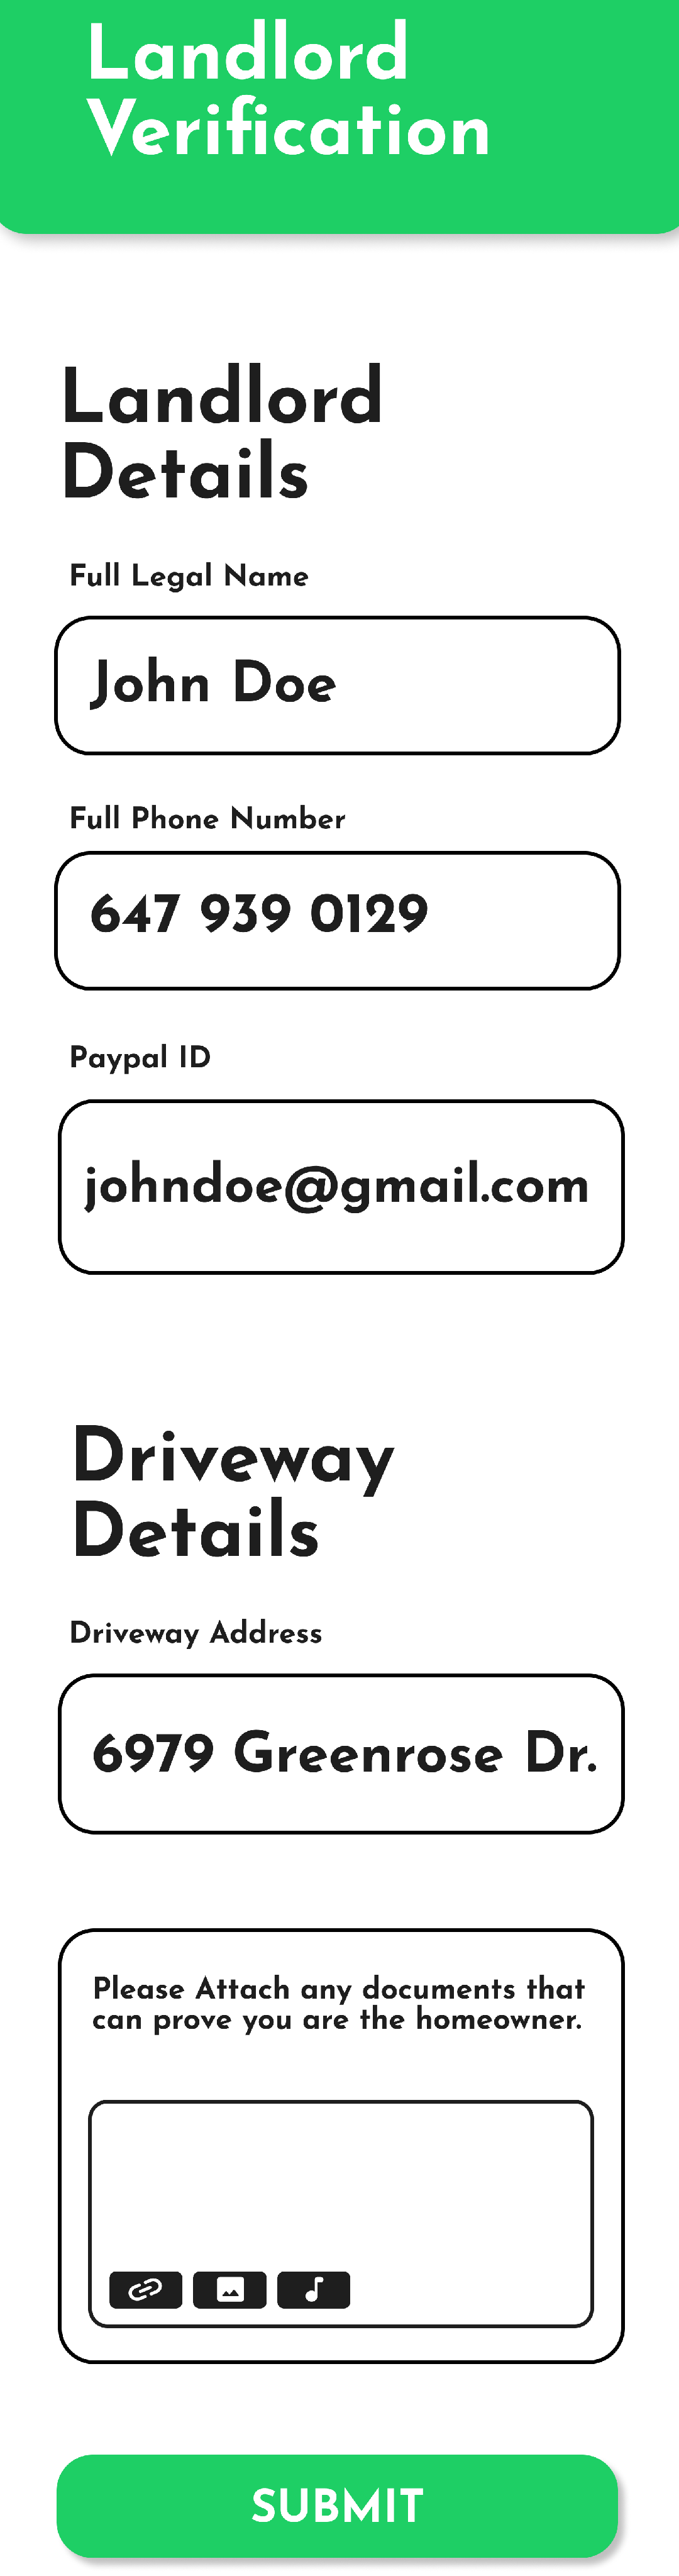 Landlord
Verification
Landlord
Details
Full Legal Name
John Doe
Full Phone Number
647 939 0129
Paypal ID
johndoe@gmail.com
Driveway
Details
Driveway Address
6979 Greenrose Dr.
Please Attach any documents that
can prove you are the homeowner.
SUBMIT